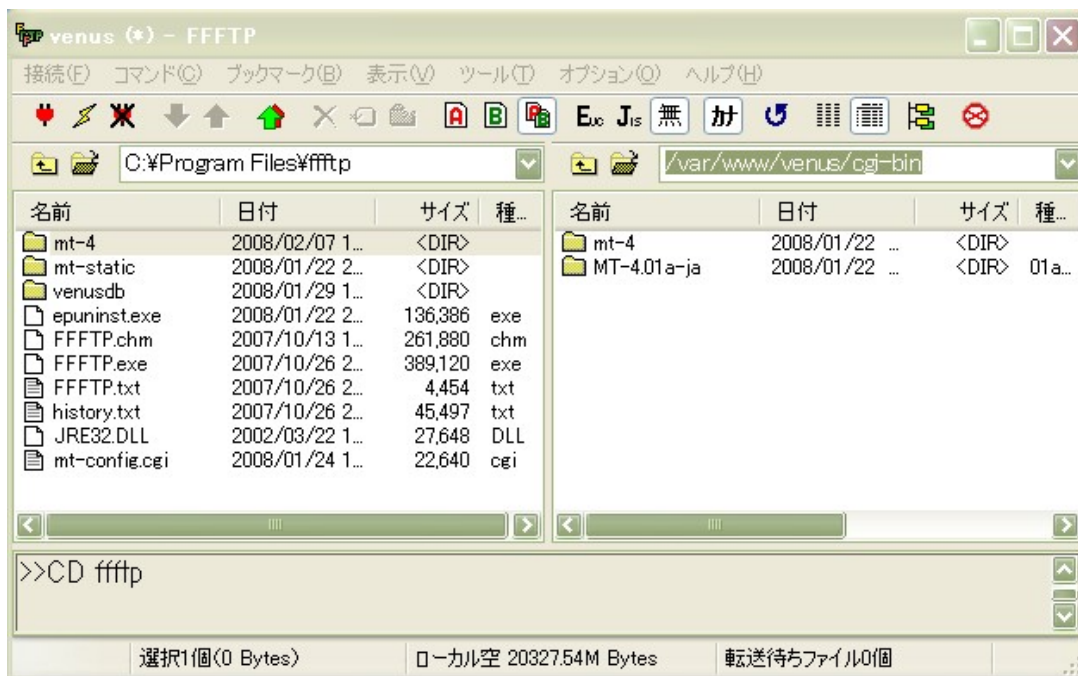 venus (*) - FFFTP
接続(F) コマンド(C) ブックマーク(B) 表示(V) ツール(T) オプション(O) ヘルプ(H)
A B Euc Jis 無 カナ
C:¥Program Files¥ffftp /var/www/venus/cgi-bin
名前 日付 サイズ 種... 名前 日付 サイズ 種...
mt-4 2008/02/07 1... <DIR> mt-4 2008/01/22 ... <DIR>
mt-static 2008/01/22 2... <DIR> MT-4.01a-ja 2008/01/22 ... <DIR> 01a...
venusdb 2008/01/29 1... <DIR>
epuninst.exe 2008/01/22 2... 136,386 exe
FFFTP.chm 2007/10/13 1... 261,880 chm
FFFTP.exe 2007/10/26 2... 389,120 exe
FFFTP.txt 2007/10/26 2... 4,454 txt
history.txt 2007/10/26 2... 45,497 txt
JRE32.DLL 2002/03/22 1... 27,648 DLL
mt-config.cgi 2008/01/24 1... 22,640 cgi
>>CD ffftp
選択1個(0 Bytes) ローカル空 20327.54M Bytes 転送待ちファイル0個